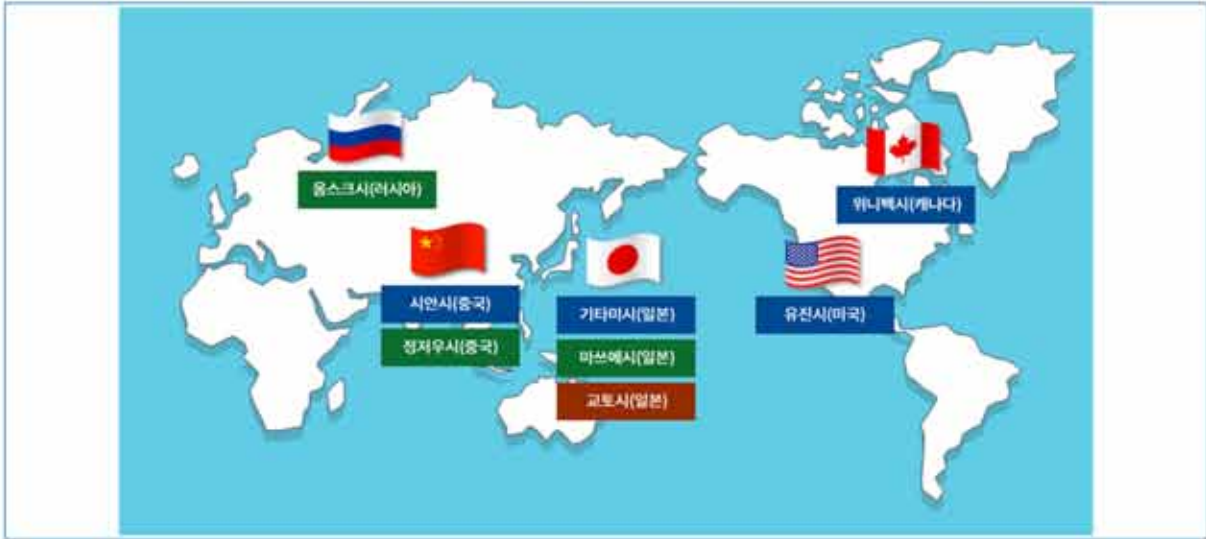 옴스크시(러시아)
위니펙시(캐나다)
시안시(중국)
정저우시(중국)
기타미시(일본)
마쓰에시(일본)
교토시(일본)
유진시(미국)